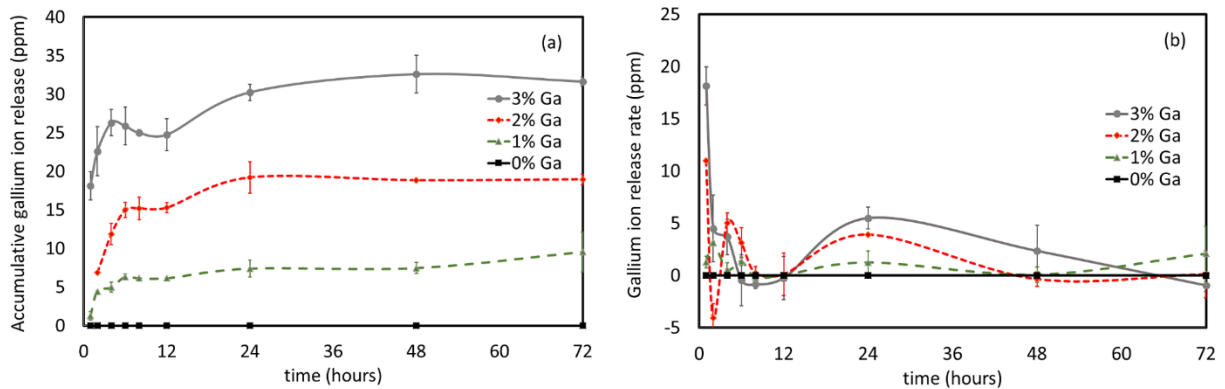 40
35
30
25
20
15
10
5
0
Accumulative gallium ion release (ppm)
(a)
3% Ga
2% Ga
1% Ga
0% Ga
0 12 24 36 48 60 72
time (hours)
25
20
15
10
5
0
-5
Gallium ion release rate (ppm)
(b)
3% Ga
2% Ga
1% Ga
0% Ga
0 12 24 36 48 60 72
time (hours)